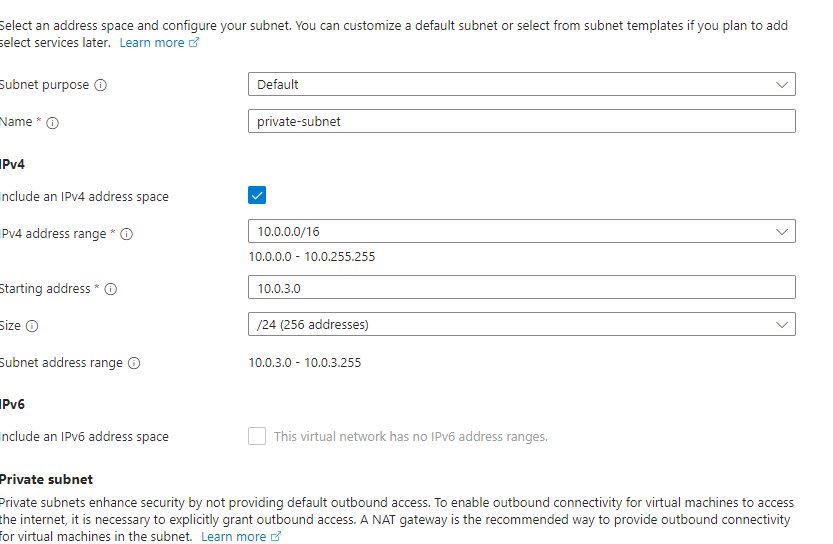 Select an address space and configure your subnet. You can customize a default subnet or select from subnet templates if you plan to add
select services later. Learn more
Subnet purpose
Default
Name *
private-subnet
IPv4
Include an IPv4 address space
IPv4 address range *
10.0.0.0/16
10.0.0.0 - 10.0.255.255
Starting address *
10.0.3.0
Size
/24 (256 addresses)
Subnet address range
10.0.3.0 - 10.0.3.255
IPv6
Include an IPv6 address space
This virtual network has no IPv6 address ranges.
Private subnet
Private subnets enhance security by not providing default outbound access. To enable outbound connectivity for virtual machines to access
the internet, it is necessary to explicitly grant outbound access. A NAT gateway is the recommended way to provide outbound connectivity
for virtual machines in the subnet. Learn more